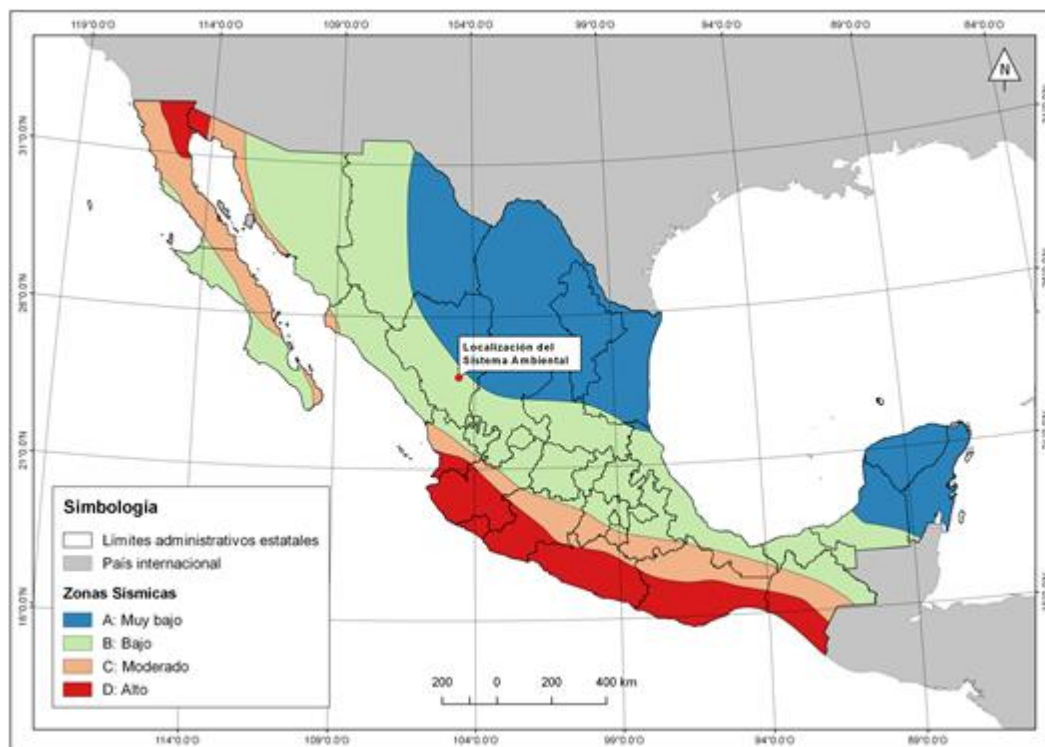 119°0.0'O 114°0.0'O 109°0.0'O 104°0.0'O 99°0.0'O 94°0.0'O 89°0.0'O 84°0.0'O
N
31°0.0'N
26°0.0'N
21°0.0'N
16°0.0'N
Localización del
Sistema Ambiental
Simbología
Límites administrativos estatales
País internacional
Zonas Sísmicas
A: Muy bajo
B: Bajo
C: Moderado
D: Alto
200 0 200 400 km
114°0.0'O 109°0.0'O 104°0.0'O 99°0.0'O 94°0.0'O 89°0.0'O